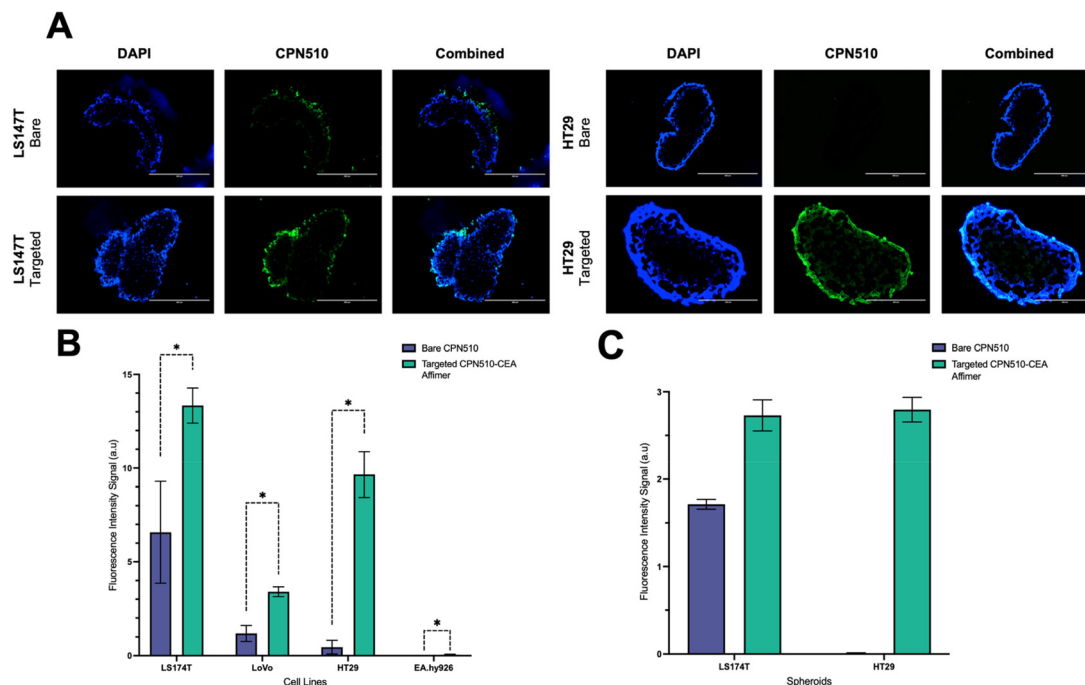 A
DAPI
CPN510
Combined
DAPI
CPN510
Combined
LS147T
Bare
HT29
Bare
LS147T
Targeted
HT29
Targeted
B
Bare CPN510
Targeted CPN510-CEA
Affimer
Fluorescence Intensity Signal (a.u)
15
10
5
0
*
*
*
*
LS174T
LoVo
HT29
EA.hy926
Cell Lines
C
Bare CPN510
Targeted CPN510-CEA
Affimer
Fluorescence Intensity Signal (a.u)
3
2
1
0
LS174T
HT29
Spheroids